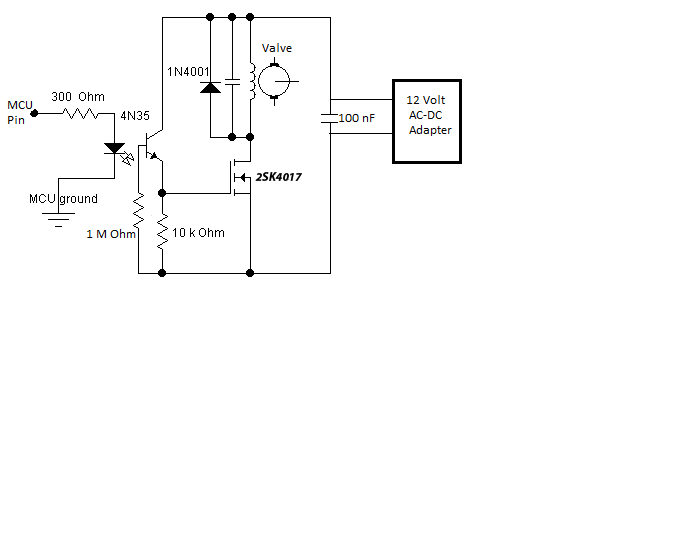 Valve
1N4001
300 Ohm
MCU
Pin
4N35
12 Volt
AC-DC
Adapter
100 nF
2SK4017
MCU ground
1 M Ohm
10 k Ohm